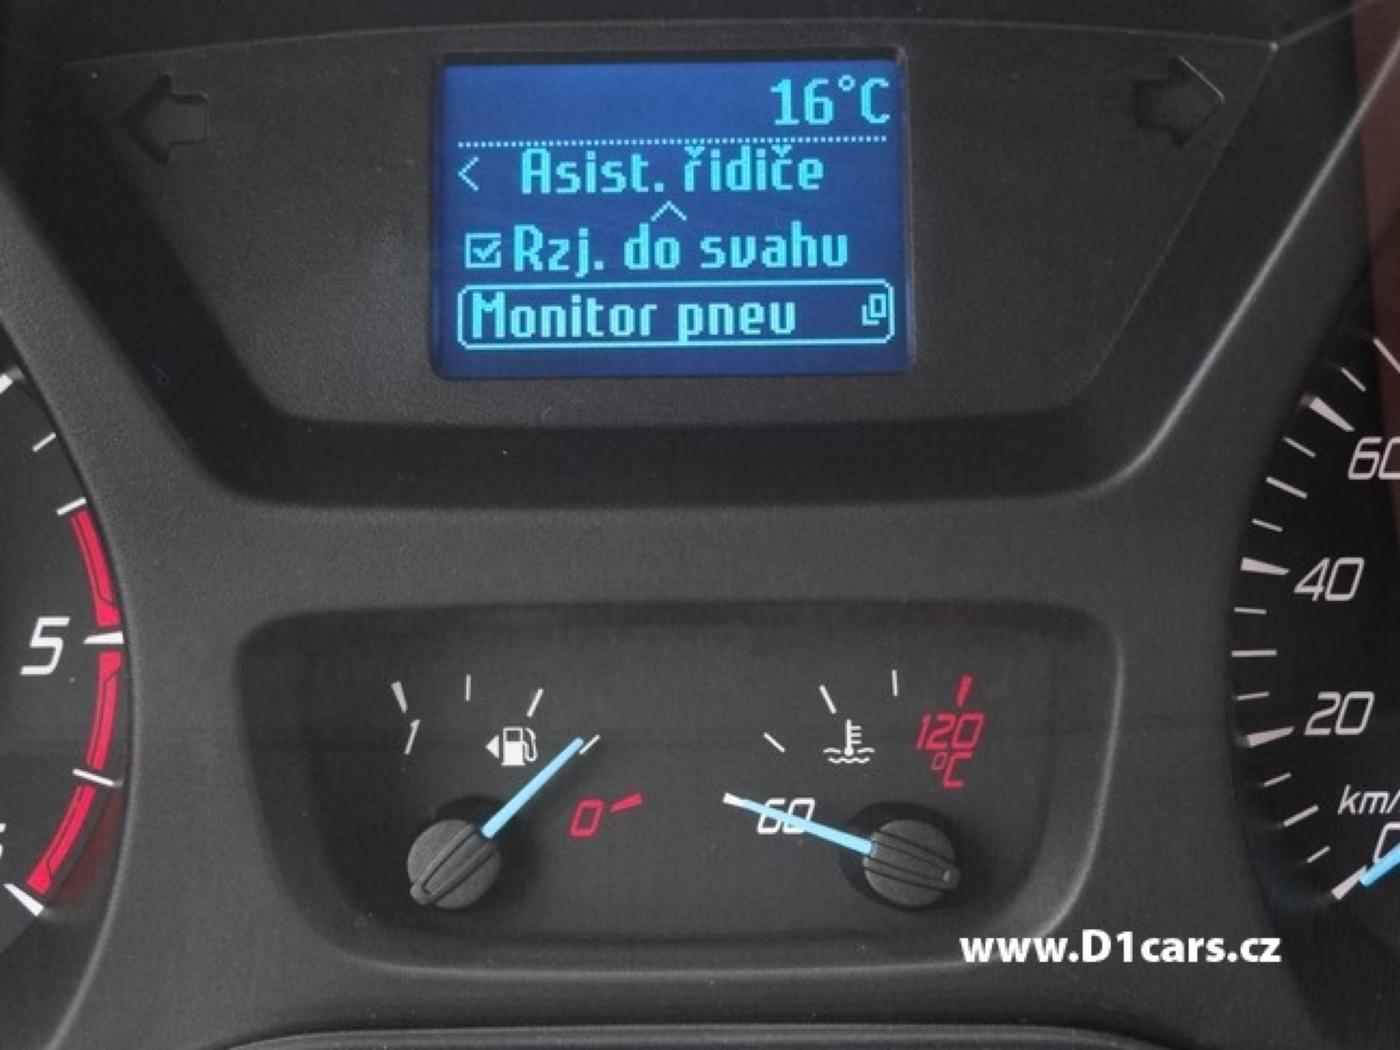 16°C
< Asist. řidiče
Rzj. do svahu
Monitor pneu
60
40
20
km/
0
5
1
0
60
120
°C
www.D1cars.cz